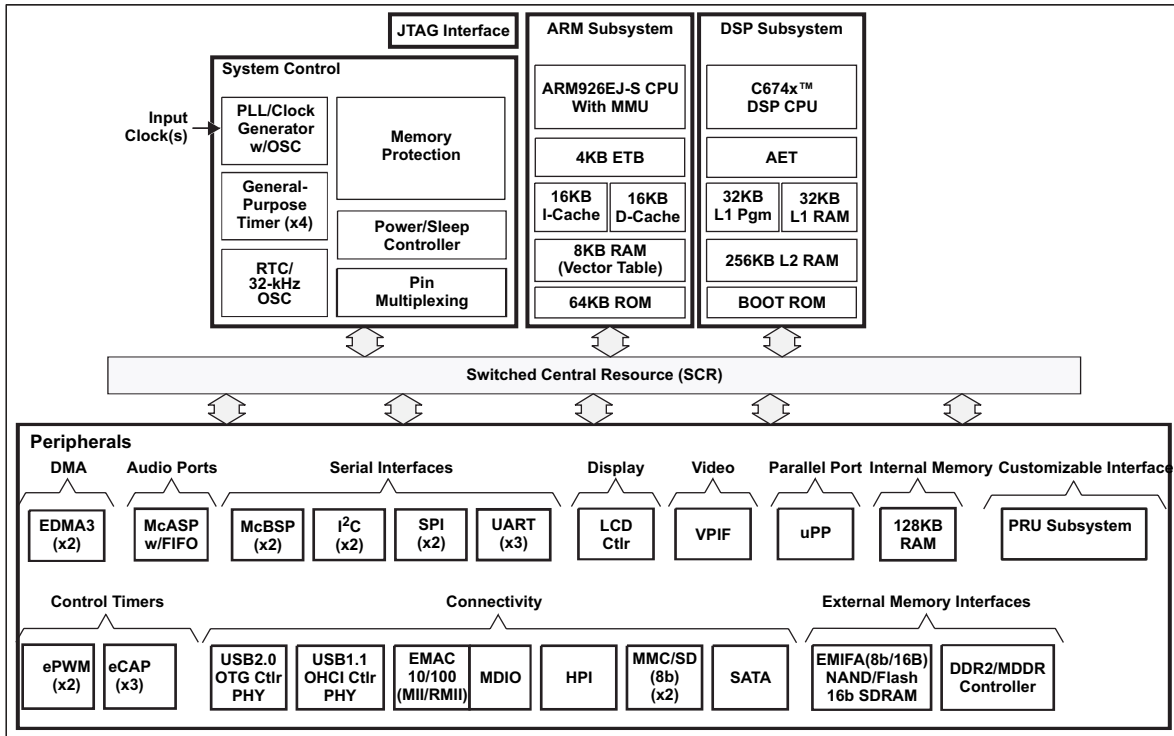 JTAG Interface
ARM Subsystem
DSP Subsystem
System Control
Input
Clock(s)
PLL/Clock
Generator
w/OSC
General-
Purpose
Timer (x4)
RTC/
32-kHz
OSC
Memory
Protection
Power/Sleep
Controller
Pin
Multiplexing
ARM926EJ-S CPU
With MMU
4KB ETB
16KB
I-Cache
16KB
D-Cache
8KB RAM
(Vector Table)
64KB ROM
C674x™
DSP CPU
AET
32KB
L1 Pgm
32KB
L1 RAM
256KB L2 RAM
BOOT ROM
Switched Central Resource (SCR)
Peripherals
DMA
EDMA3
(x2)
Audio Ports
McASP
w/FIFO
Serial Interfaces
McBSP
(x2)
I²C
(x2)
SPI
(x2)
UART
(x3)
Display
LCD
Ctlr
Video
VPIF
Parallel Port
uPP
Internal Memory
128KB
RAM
Customizable Interface
PRU Subsystem
Control Timers
ePWM
(x2)
eCAP
(x3)
Connectivity
USB2.0
OTG Ctlr
PHY
USB1.1
OHCI Ctlr
PHY
EMAC
10/100
(MII/RMII)
MDIO
HPI
MMC/SD
(8b)
(x2)
SATA
External Memory Interfaces
EMIFA(8b/16B)
NAND/Flash
16b SDRAM
DDR2/MDDR
Controller